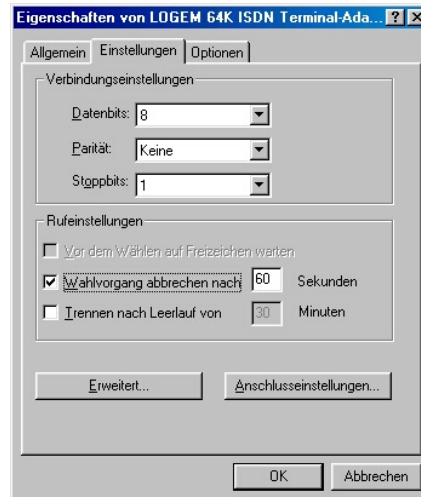 Eigenschaften von LOGEM 64K ISDN Terminal-Ada...
Allgemein Einstellungen Optionen
Verbindungseinstellungen
Datenbits: 8
Parität: Keine
Stoppbits: 1
Rufeinstellungen
Vor dem Wählen auf Freizeichen warten
Wahlvorgang abbrechen nach 60 Sekunden
Trennen nach Leerlauf von 30 Minuten
Erweitert... Anschlusseinstellungen...
OK Abbrechen